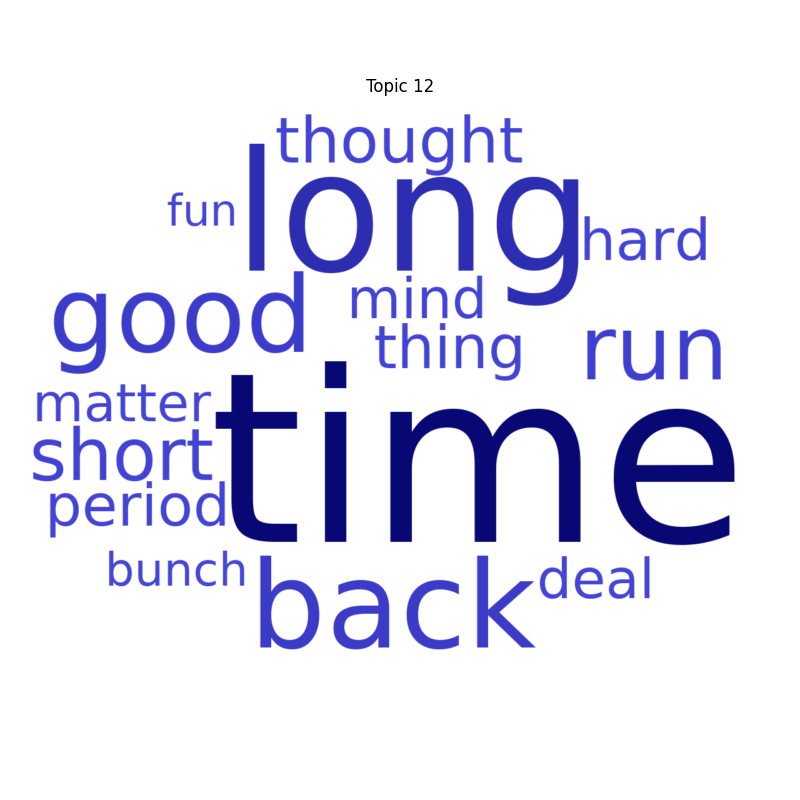 Topic 12
thought
long
fun
hard
good
mind
thing
run
time
matter
short
period
bunch
back
deal